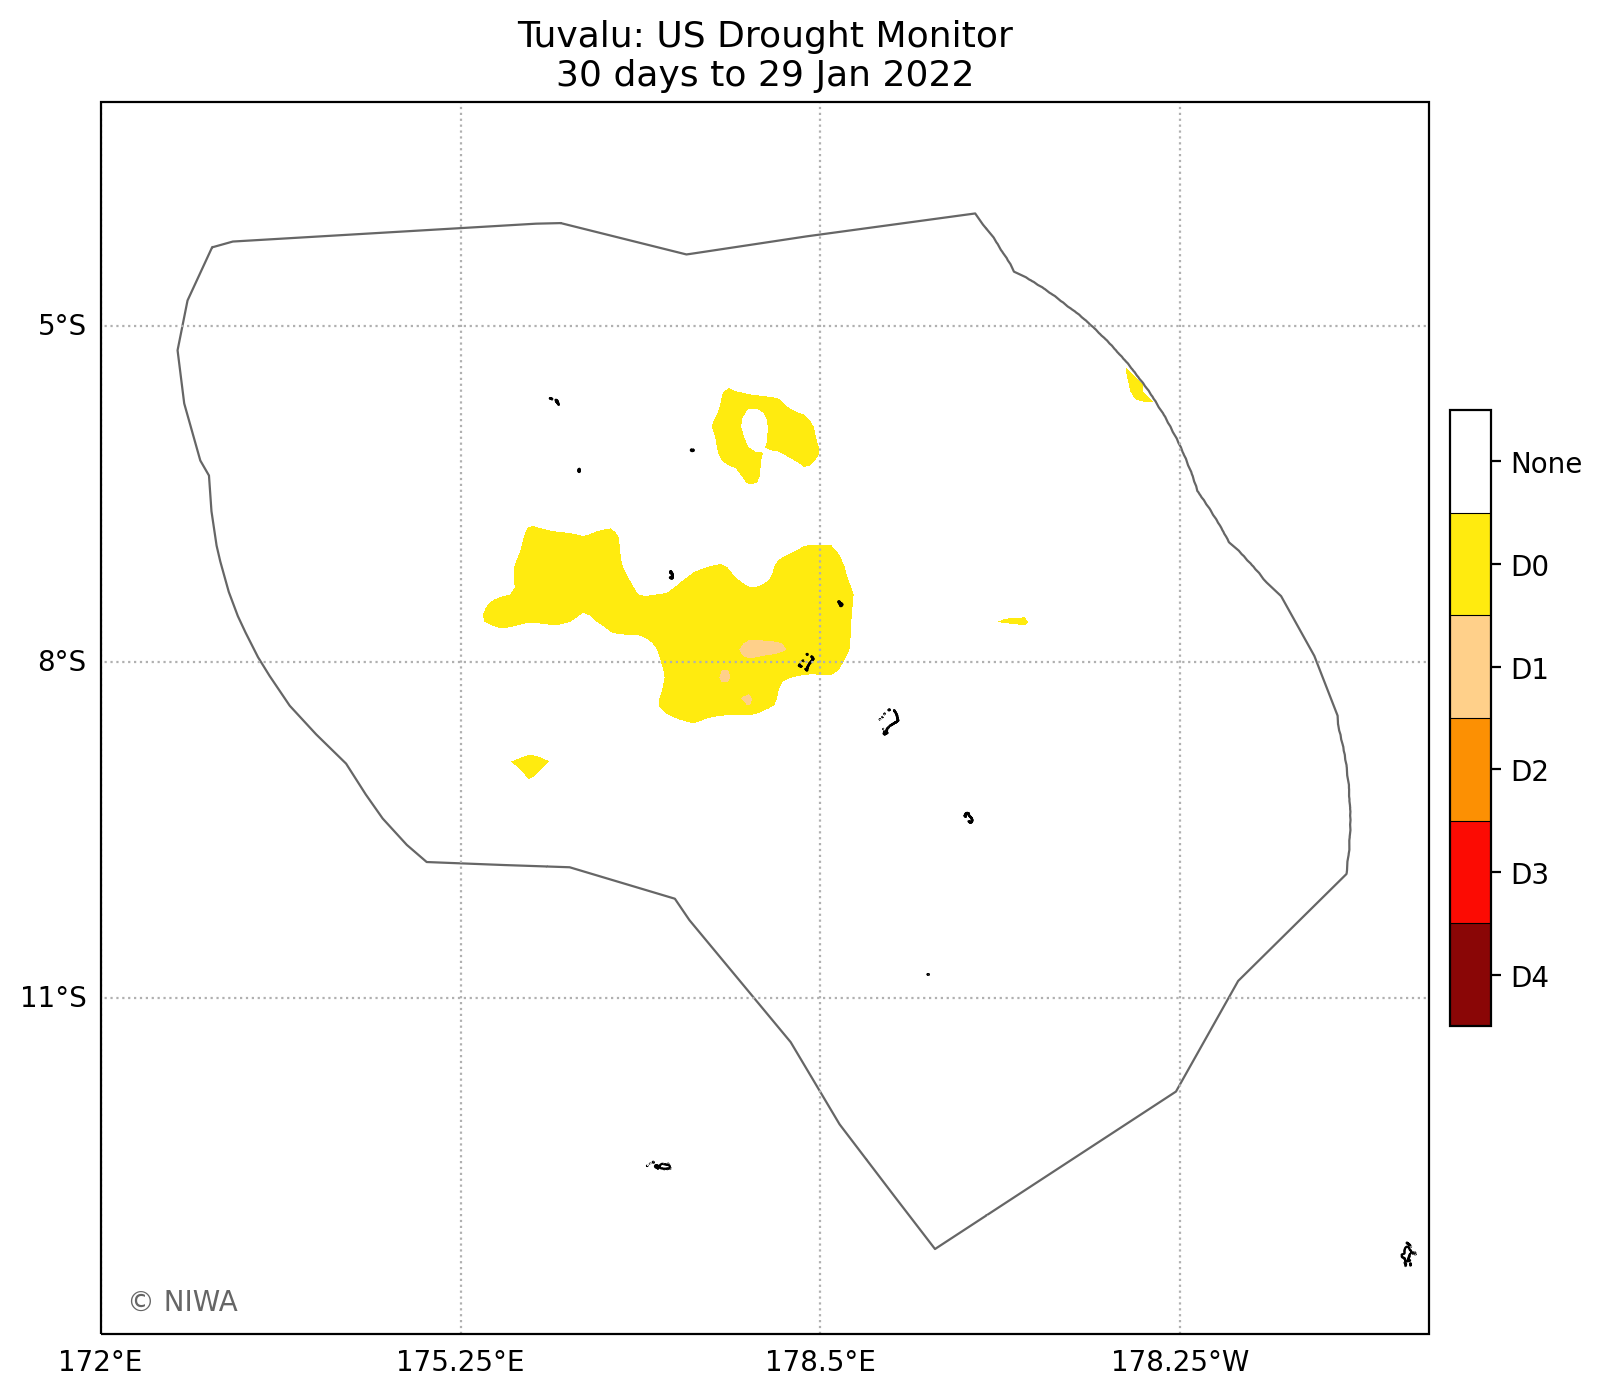 Tuvalu: US Drought Monitor
30 days to 29 Jan 2022
5°S
8°S
11°S
172°E
175.25°E
178.5°E
178.25°W
None
D0
D1
D2
D3
D4
© NIWA